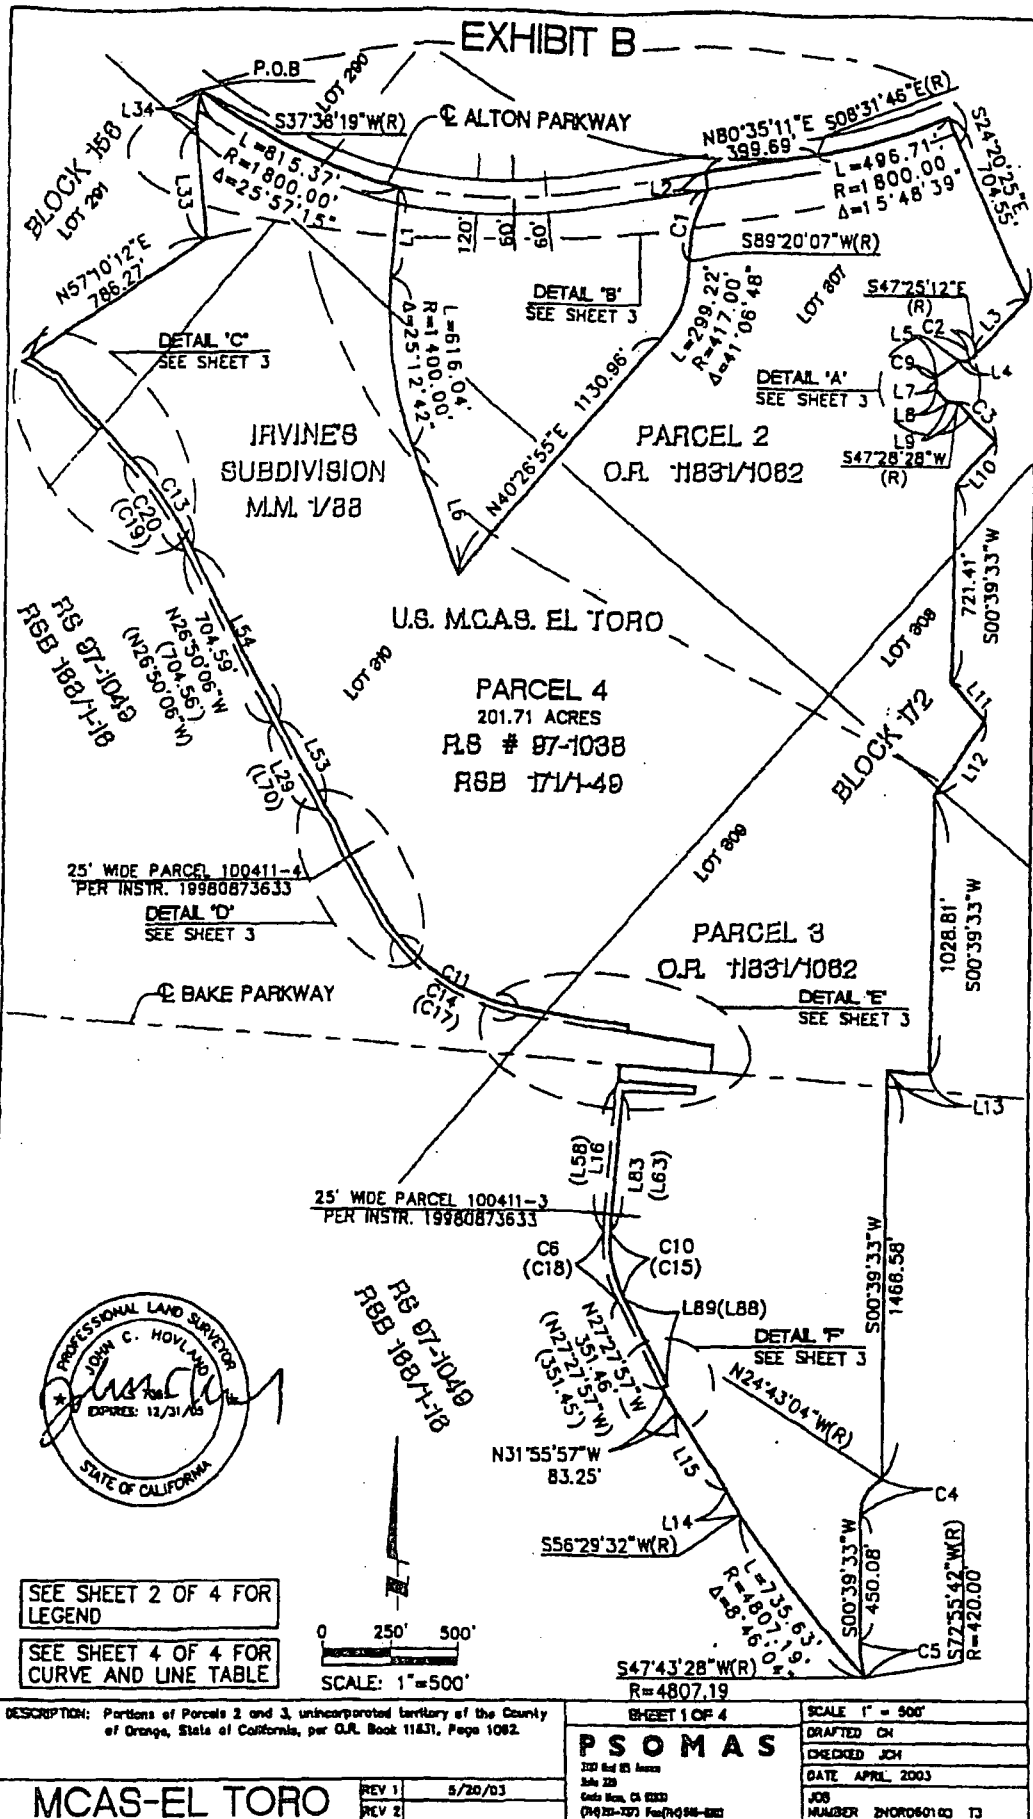 EXHIBIT B
P.O.B
LOT 290
L34
S37°36'19"W(R)
℄ ALTON PARKWAY
N80°35'11"E
399.69'
S08°31'46"E(R)
S24°20'25"E
704.55'
BLOCK 158
LOT 291
L33
L=815.37'
R=1800.00'
Δ=25°57'15"
L2
L=496.71'
R=1800.00'
Δ=15°48'39"
L1
120'
60'
60'
C1
S89°20'07"W(R)
N57°10'12"E
786.27'
DETAIL "B"
SEE SHEET 3
LOT 307
S47°25'12"E
(R)
L3
DETAIL "C"
SEE SHEET 3
L=616.04'
R=1400.00'
Δ=25°12'42"
L=299.22'
R=417.00'
Δ=41°06'48"
L5
C2
C9
L4
L7
L8
L9
C3
DETAIL "A"
SEE SHEET 3
S47°28'28"W
(R)
L10
IRVINE'S
SUBDIVISION
M.M. 1/88
N40°26'55"E
1130.96'
PARCEL 2
O.R. 11831/1082
L6
C13
C20
(C19)
721.41'
S00°39'33"W
U.S. M.C.A.S. EL TORO
LOT 308
RS 97-1049
RSB 168/1-18
L54
704.59'
N26°50'06"W
(704.56')
(N26°50'06"W)
LOT 310
PARCEL 4
201.71 ACRES
R.S # 97-1038
RSB 171/1-49
L11
BLOCK 172
L12
L53
L29
(L70)
LOT 309
25' WIDE PARCEL 100411-4
PER INSTR. 19980873633
DETAIL "D"
SEE SHEET 3
1028.81'
S00°39'33"W
PARCEL 3
O.R. 11831/1082
C11
C14
(C17)
℄ BAKE PARKWAY
DETAIL "E"
SEE SHEET 3
L13
(L58)
L16
L83
(L63)
25' WIDE PARCEL 100411-3
PER INSTR. 19980873633
C6
(C18)
C10
(C15)
S00°39'33"W
1468.58'
L89(L88)
RS 97-1049
RSB 168/1-18
N27°27'57"W
351.46'
(N27°27'57"W)
(351.45')
DETAIL "F"
SEE SHEET 3
N24°43'04"W(R)
PROFESSIONAL LAND SURVEYOR
JOHN C. HOVLAND
EXPIRES: 12/31/05
STATE OF CALIFORNIA
N31°55'57"W
83.25'
L15
C4
L14
S56°29'32"W(R)
L=735.63'
R=4807.19'
S00°39'33"W
450.08'
C5
S72°55'42"W(R)
R=420.00'
SEE SHEET 2 OF 4 FOR
LEGEND
SEE SHEET 4 OF 4 FOR
CURVE AND LINE TABLE
0 250' 500'
SCALE: 1"=500'
S47°43'28"W(R)
R=4807.19
DESCRIPTION: Portions of Parcels 2 and 3, unincorporated territory of the County
of Orange, State of California, per O.R. Book 11831, Page 1082.
SHEET 1 OF 4
SCALE 1" = 500'
PSOMAS
DRAFTED CH
CHECKED JCH
DATE APRIL, 2003
JOB
NUMBER
T3
MCAS-EL TORO
REV 1 5/20/03
REV 2